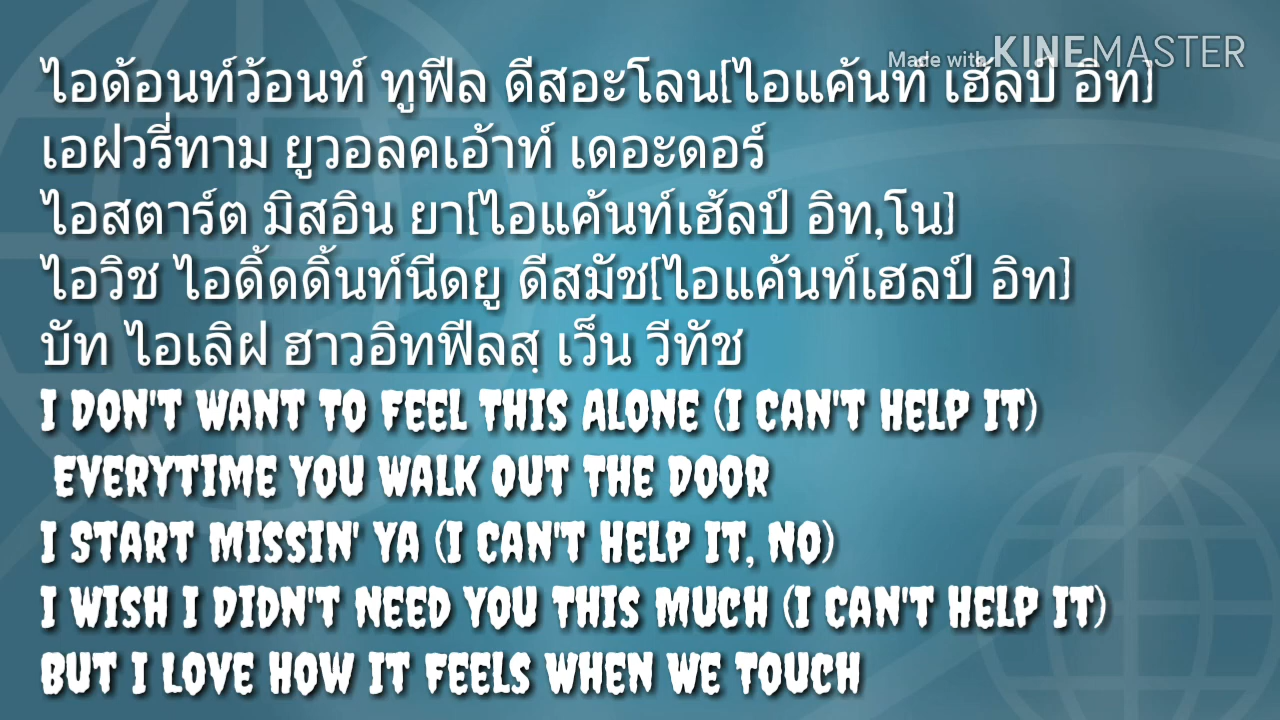 Made with KINEMASTER
ไอด้อนท์ว้อนท์ ทูฟีล ดีสอะโลน[ไอแค้นท์ เฮ้ลป์ อิท]
เอฝวรี่ทาม ยูวอลคเอ้าท์ เดอะดอร์
ไอสตาร์ต มิสอิน ยา[ไอแค้นท์เฮ้ลป์ อิท,โน]
ไอวิช ไอดิ้ดดิ้นท์นีดยู ดีสมัช[ไอแค้นท์เฮลป์ อิท]
บัท ไอเลิฝ ฮาวอิทฟีลสฺ เว็น วีทัช
I DON'T WANT TO FEEL THIS ALONE (I CAN'T HELP IT)
EVERYTIME YOU WALK OUT THE DOOR
I START MISSIN' YA (I CAN'T HELP IT, NO)
I WISH I DIDN'T NEED YOU THIS MUCH (I CAN'T HELP IT)
BUT I LOVE HOW IT FEELS WHEN WE TOUCH